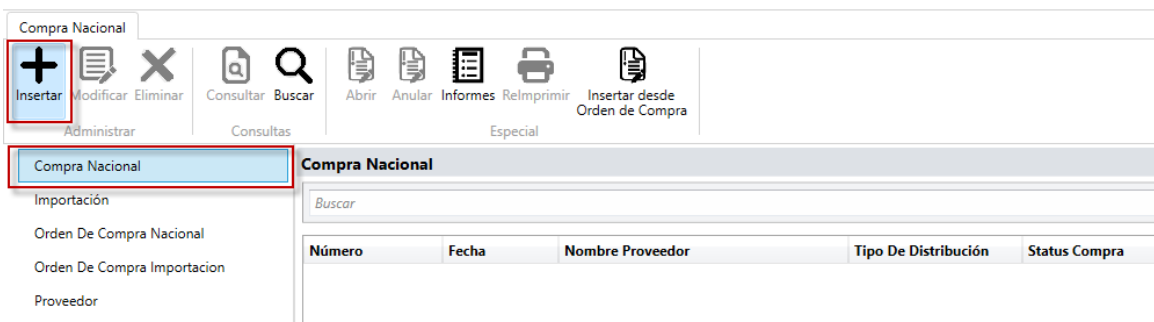 Compra Nacional
Insertar Modificar Eliminar Consultar Buscar Abrir Anular Informes ReImprimir Insertar desde
Orden de Compra
Administrar Consultas Especial
Compra Nacional
Compra Nacional
Importación
Buscar
Orden De Compra Nacional
Número Fecha Nombre Proveedor Tipo De Distribución Status Compra
Orden De Compra Importacion
Proveedor